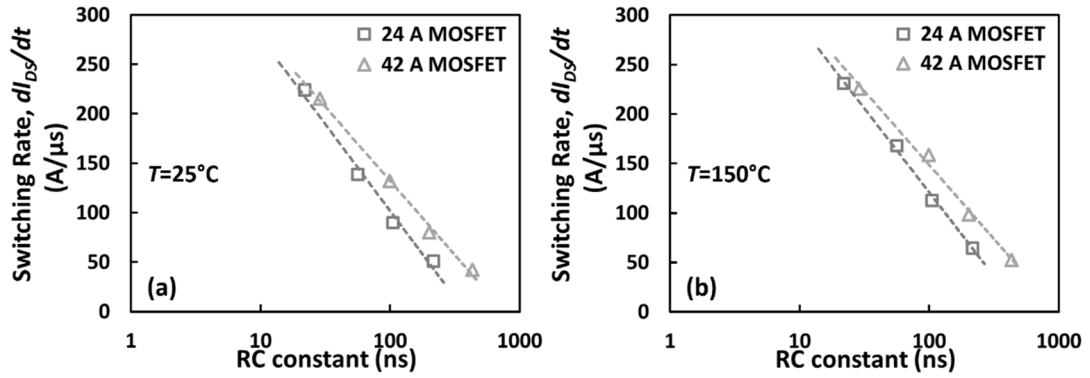 300
250
200
150
100
50
0
Switching Rate, dI_DS/dt
(A/μs)
24 A MOSFET
42 A MOSFET
T=25°C
(a)
1 10 100 1000
RC constant (ns)
300
250
200
150
100
50
0
Switching Rate, dI_DS/dt
(A/μs)
24 A MOSFET
42 A MOSFET
T=150°C
(b)
1 10 100 1000
RC constant (ns)